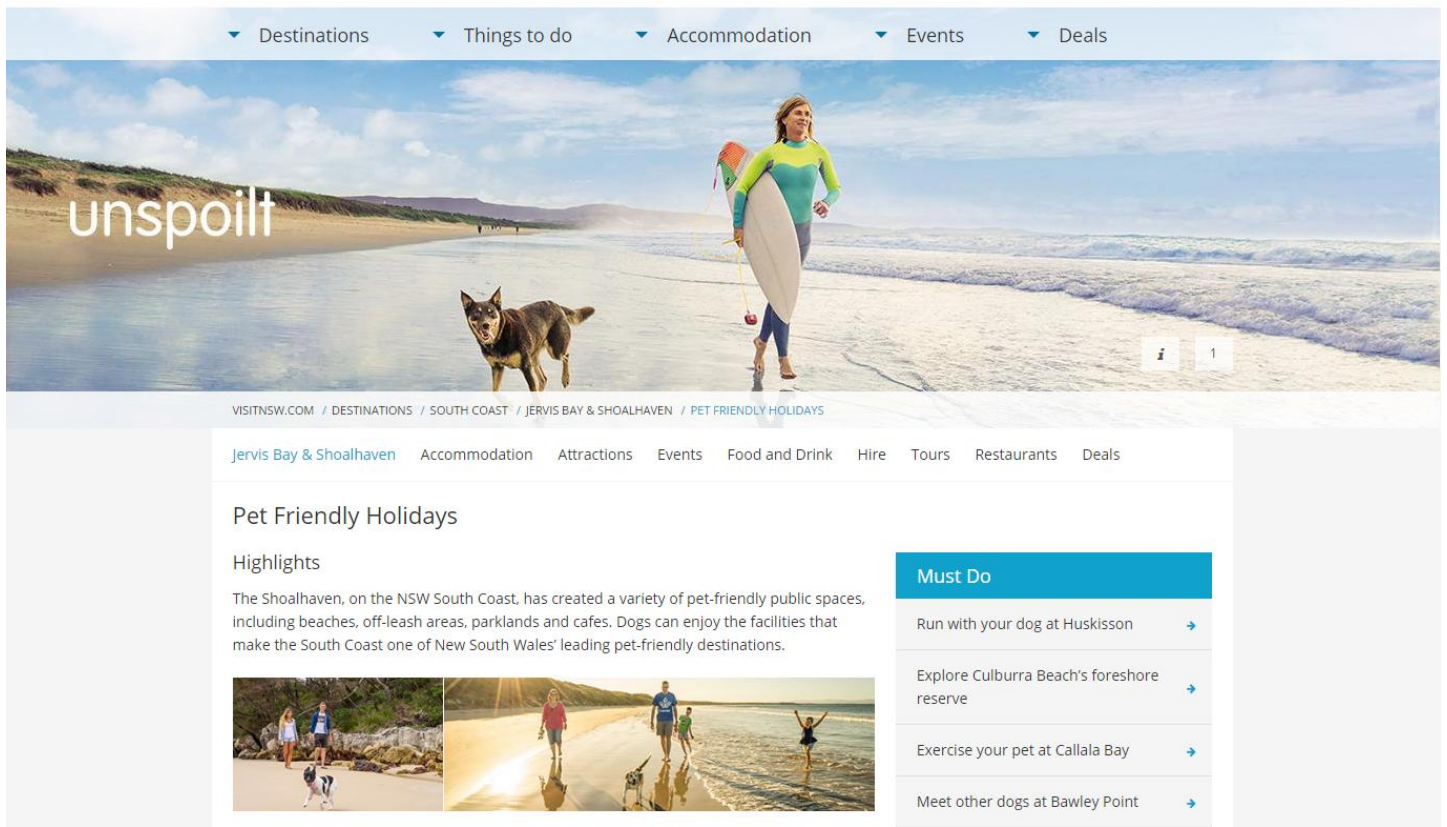 Destinations
Things to do
Accommodation
Events
Deals
unspoilt
i
1
VISITNSW.COM / DESTINATIONS / SOUTH COAST / JERVIS BAY & SHOALHAVEN / PET FRIENDLY HOLIDAYS
Jervis Bay & Shoalhaven
Accommodation
Attractions
Events
Food and Drink
Hire
Tours
Restaurants
Deals
Pet Friendly Holidays
Highlights
The Shoalhaven, on the NSW South Coast, has created a variety of pet-friendly public spaces,
including beaches, off-leash areas, parklands and cafes. Dogs can enjoy the facilities that
make the South Coast one of New South Wales’ leading pet-friendly destinations.
Must Do
Run with your dog at Huskisson
Explore Culburra Beach’s foreshore
reserve
Exercise your pet at Callala Bay
Meet other dogs at Bawley Point